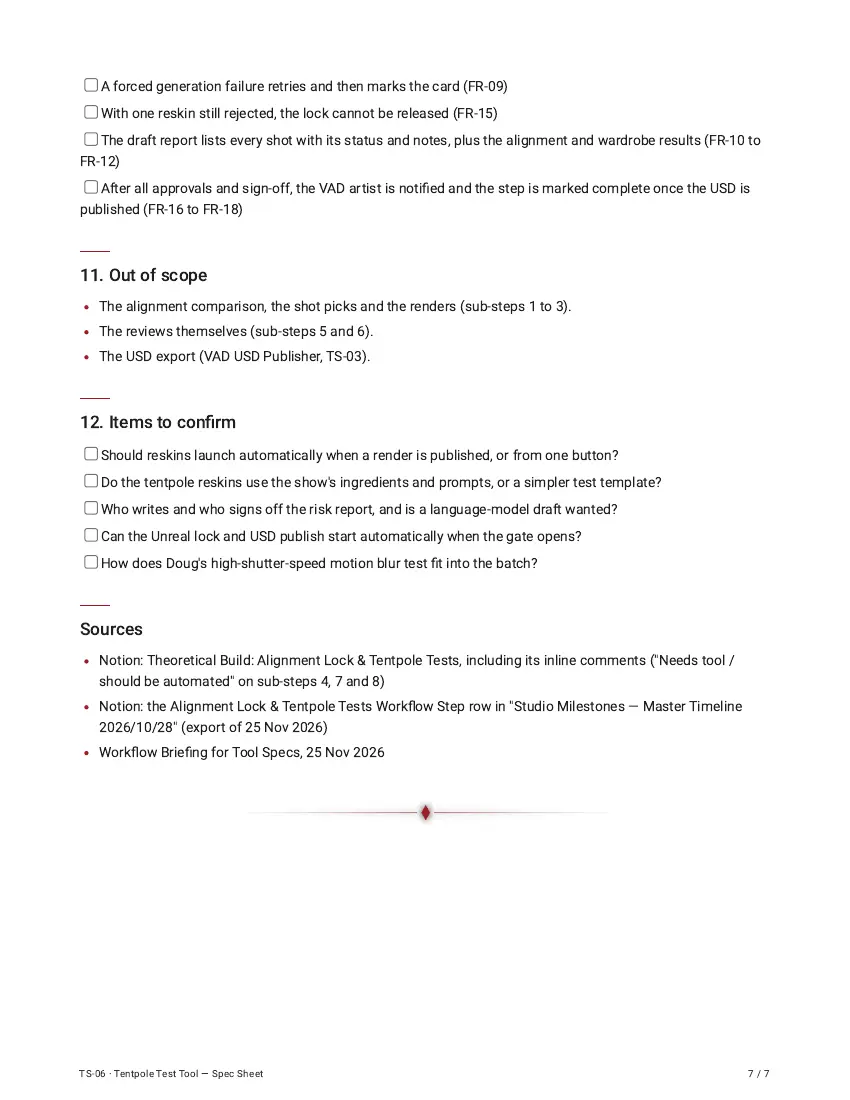 A forced generation failure retries and then marks the card (FR-09)
With one reskin still rejected, the lock cannot be released (FR-15)
The draft report lists every shot with its status and notes, plus the alignment and wardrobe results (FR-10 to
FR-12)
After all approvals and sign-off, the VAD artist is notified and the step is marked complete once the USD is
published (FR-16 to FR-18)
11. Out of scope
• The alignment comparison, the shot picks and the renders (sub-steps 1 to 3).
• The reviews themselves (sub-steps 5 and 6).
• The USD export (VAD USD Publisher, TS-03).
12. Items to confirm
Should reskins launch automatically when a render is published, or from one button?
Do the tentpole reskins use the show's ingredients and prompts, or a simpler test template?
Who writes and who signs off the risk report, and is a language-model draft wanted?
Can the Unreal lock and USD publish start automatically when the gate opens?
How does Doug's high-shutter-speed motion blur test fit into the batch?
Sources
• Notion: Theoretical Build: Alignment Lock & Tentpole Tests, including its inline comments ("Needs tool /
should be automated" on sub-steps 4, 7 and 8)
• Notion: the Alignment Lock & Tentpole Tests Workflow Step row in "Studio Milestones — Master Timeline
2026/10/28" (export of 25 Nov 2026)
• Workflow Briefing for Tool Specs, 25 Nov 2026
TS-06 · Tentpole Test Tool — Spec Sheet
7 / 7